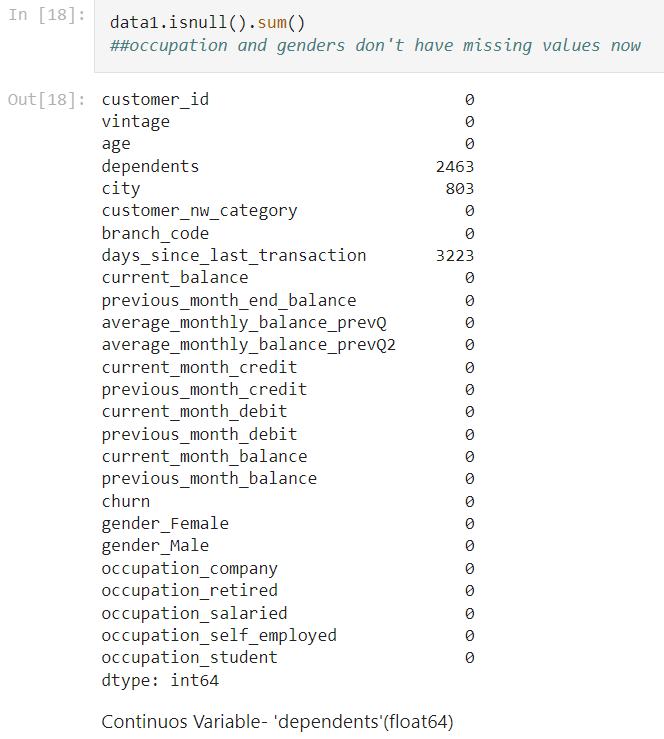 In [18]: data1.isnull().sum()
##occupation and genders don't have missing values now
Out[18]: customer_id 0
vintage 0
age 0
dependents 2463
city 803
customer_nw_category 0
branch_code 0
days_since_last_transaction 3223
current_balance 0
previous_month_end_balance 0
average_monthly_balance_prevQ 0
average_monthly_balance_prevQ2 0
current_month_credit 0
previous_month_credit 0
current_month_debit 0
previous_month_debit 0
current_month_balance 0
previous_month_balance 0
churn 0
gender_Female 0
gender_Male 0
occupation_company 0
occupation_retired 0
occupation_salaried 0
occupation_self_employed 0
occupation_student 0
dtype: int64
Continuos Variable- 'dependents'(float64)